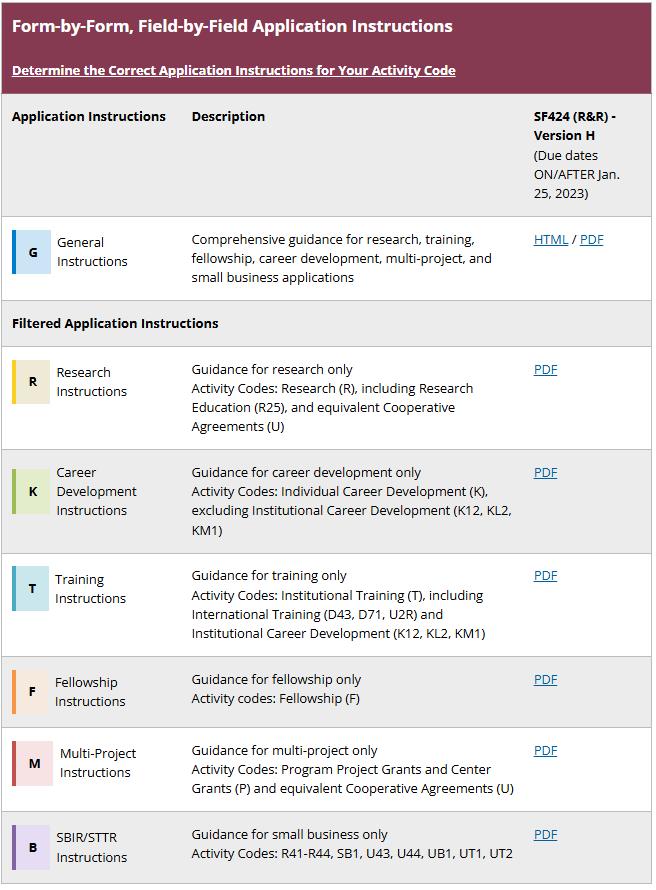 Form-by-Form, Field-by-Field Application Instructions
Determine the Correct Application Instructions for Your Activity Code
Application Instructions
Description
SF424 (R&R) -
Version H
(Due dates
ON/AFTER Jan.
25, 2023)
G
General
Instructions
Comprehensive guidance for research, training,
fellowship, career development, multi-project, and
small business applications
HTML / PDF
Filtered Application Instructions
R
Research
Instructions
Guidance for research only
Activity Codes: Research (R), including Research
Education (R25), and equivalent Cooperative
Agreements (U)
PDF
K
Career
Development
Instructions
Guidance for career development only
Activity Codes: Individual Career Development (K),
excluding Institutional Career Development (K12, KL2,
KM1)
PDF
T
Training
Instructions
Guidance for training only
Activity Codes: Institutional Training (T), including
International Training (D43, D71, U2R) and
Institutional Career Development (K12, KL2, KM1)
PDF
F
Fellowship
Instructions
Guidance for fellowship only
Activity codes: Fellowship (F)
PDF
M
Multi-Project
Instructions
Guidance for multi-project only
Activity Codes: Program Project Grants and Center
Grants (P) and equivalent Cooperative Agreements (U)
PDF
B
SBIR/STTR
Instructions
Guidance for small business only
Activity Codes: R41-R44, SB1, U43, U44, UB1, UT1, UT2
PDF